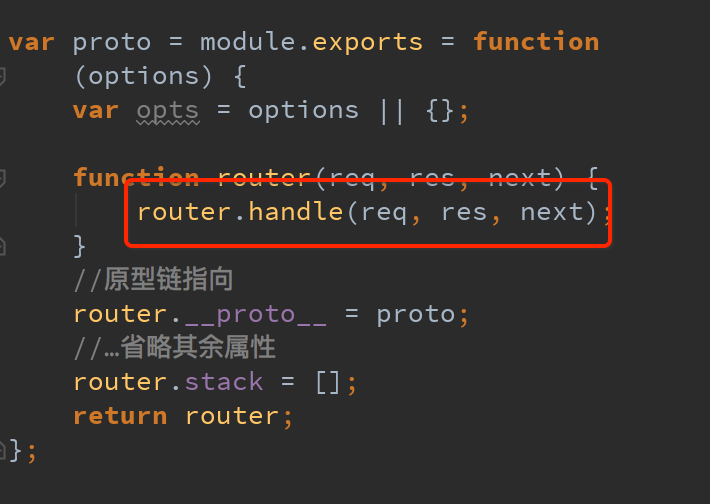 var proto = module.exports = function
(options) {
var opts = options || {};
function router(req, res, next) {
router.handle(req, res, next);
}
//原型链指向
router.__proto__ = proto;
//…省略其余属性
router.stack = [];
return router;
};